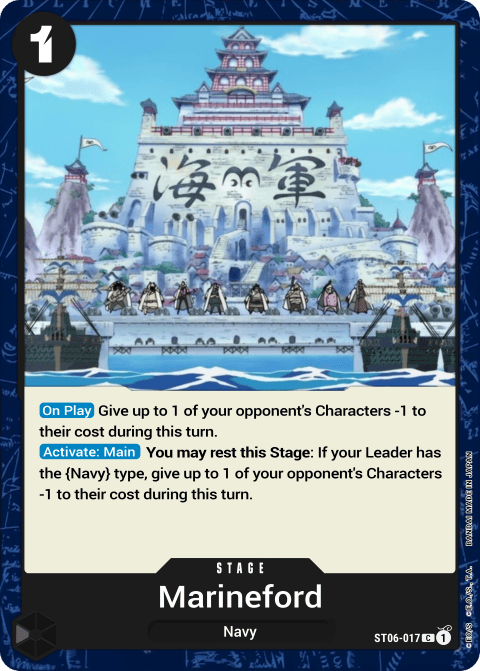 1
海 軍
On Play Give up to 1 of your opponent's Characters -1 to
their cost during this turn.
Activate: Main You may rest this Stage: If your Leader has
the {Navy} type, give up to 1 of your opponent's Characters
-1 to their cost during this turn.
STAGE
Marineford
Navy
ST06-017 C 1
BANDAI MADE IN JAPAN
©E.O./S. ©E.O./S., T.A.